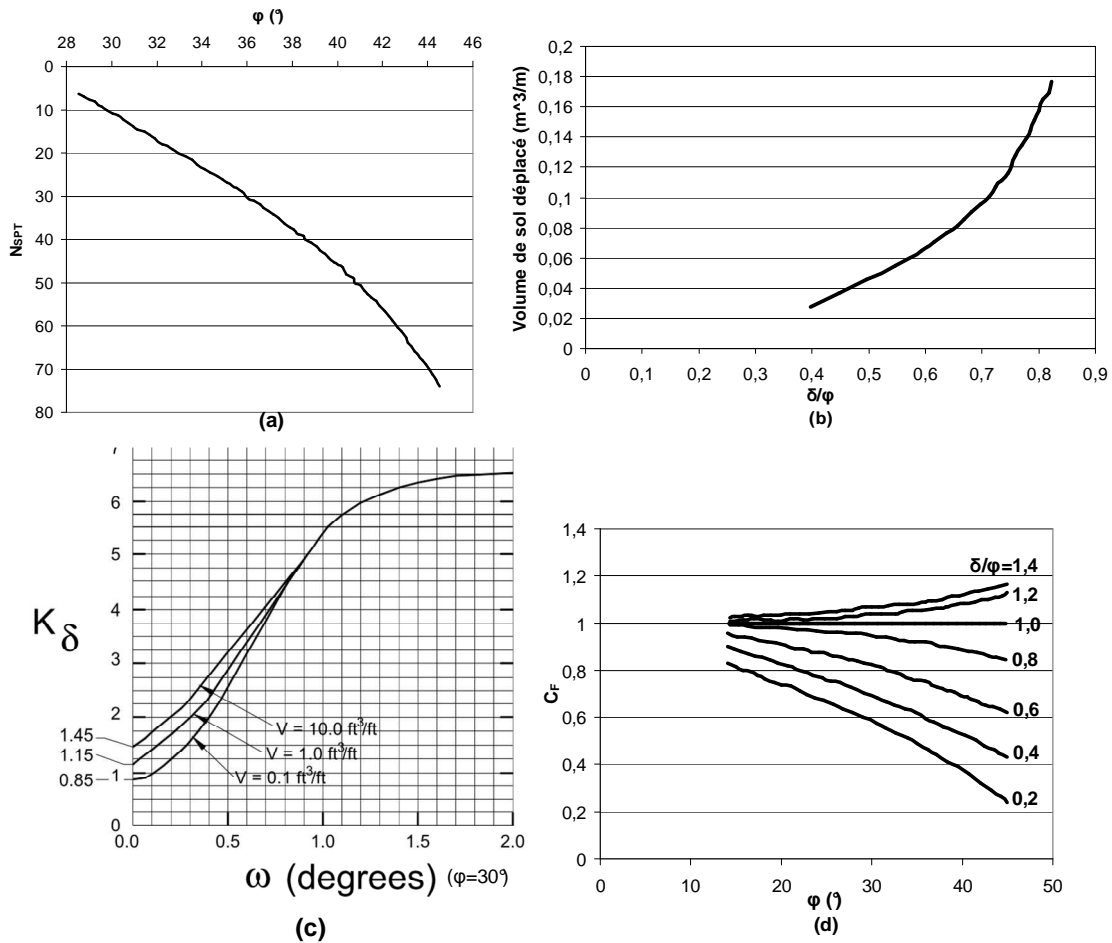 φ (°)
28 30 32 34 36 38 40 42 44 46
0
10
20
30
40
50
60
70
80
N_SPT
(a)
Volume de sol déplacé (m^3/m)
0,2
0,18
0,16
0,14
0,12
0,1
0,08
0,06
0,04
0,02
0
0 0,1 0,2 0,3 0,4 0,5 0,6 0,7 0,8 0,9
δ/φ
(b)
7
6
5
4
3
2
1
0
1.45
1.15
0.85
K_δ
V = 10.0 ft³/ft
V = 1.0 ft³/ft
V = 0.1 ft³/ft
0.0 0.5 1.0 1.5 2.0
ω (degrees) (φ=30°)
(c)
1,4
1,2
1
0,8
0,6
0,4
0,2
0
C_F
δ/φ=1,4
1,2
1,0
0,8
0,6
0,4
0,2
0 10 20 30 40 50
φ (°)
(d)